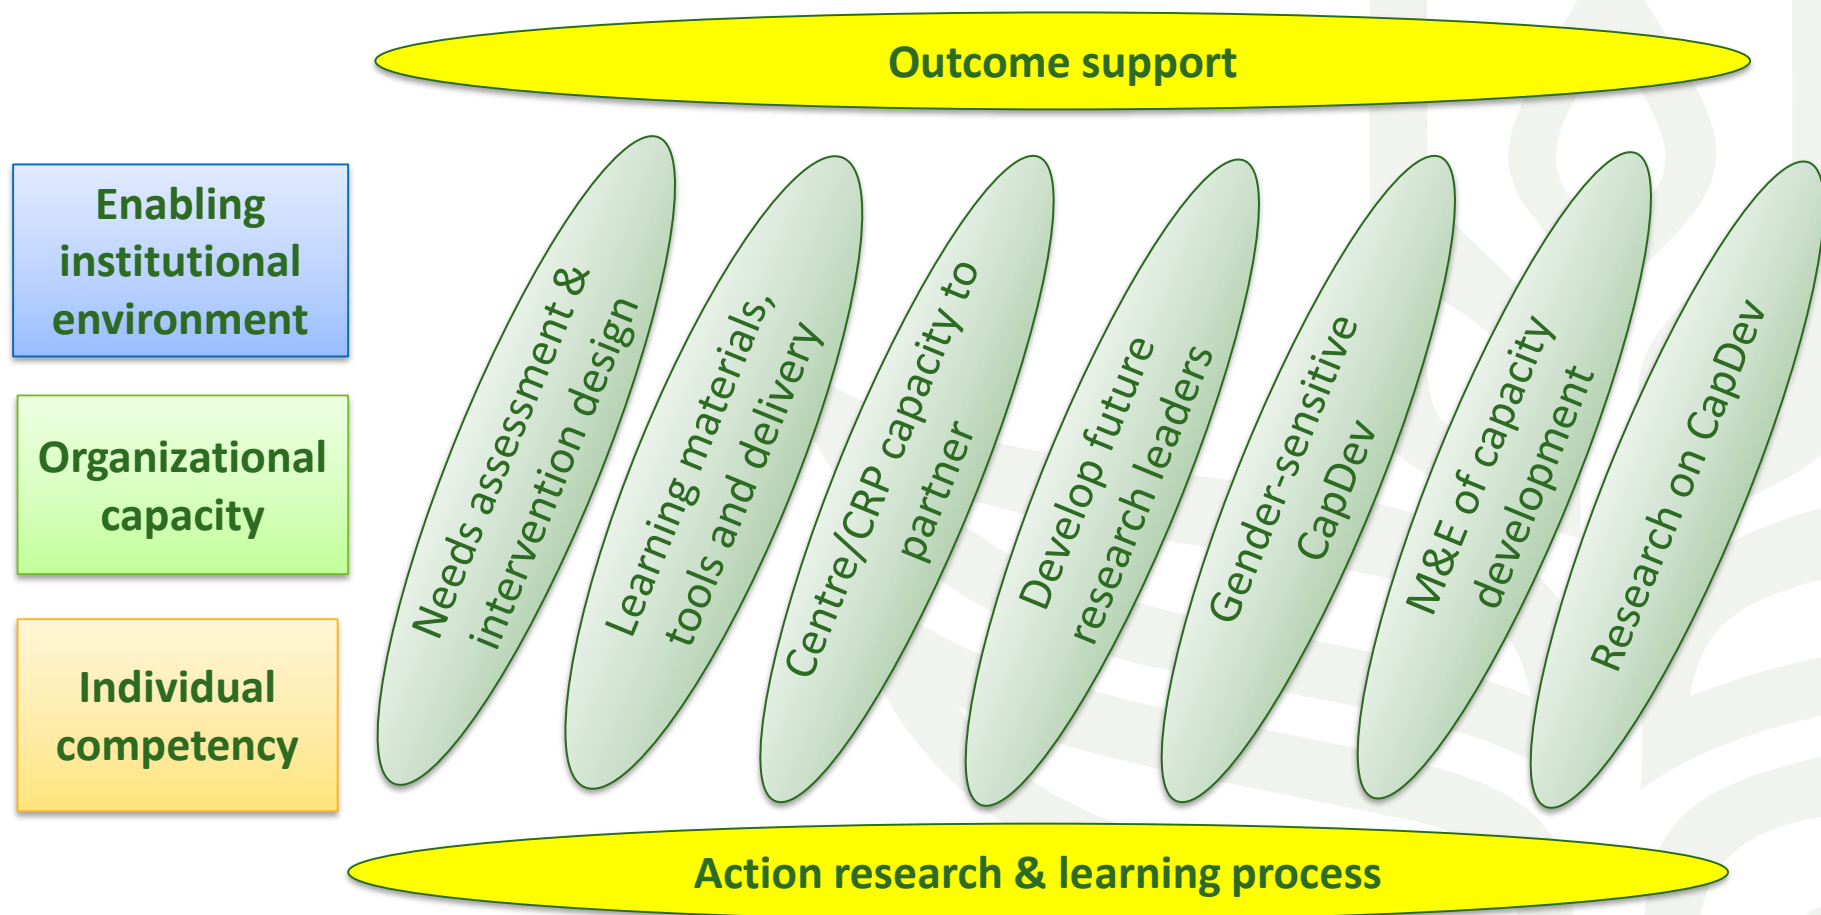 Outcome support
Enabling
institutional
environment
Organizational
capacity
Individual
competency
Needs assessment &
intervention design
Learning materials,
tools and delivery
Centre/CRP capacity to
partner
Develop future
research leaders
Gender-sensitive
CapDev
M&E of capacity
development
Research on CapDev
Action research & learning process